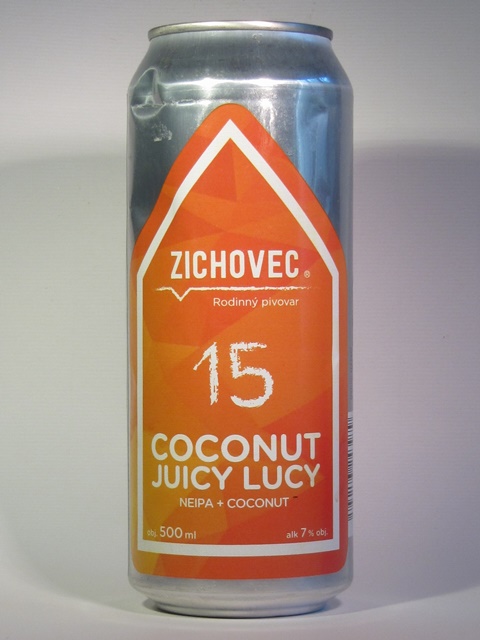 ZICHOVEC®
Rodinný pivovar
15
COCONUT
JUICY LUCY
NEIPA + COCONUT
obj. 500 ml alk 7 % obj.